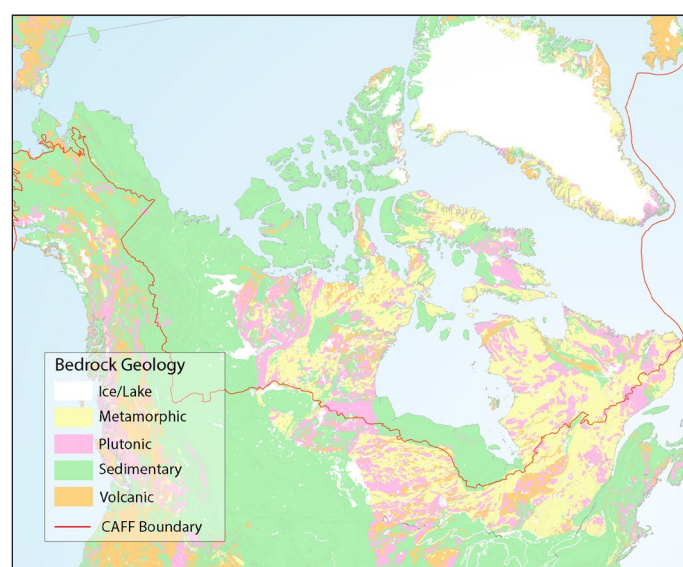 Bedrock Geology
Ice/Lake
Metamorphic
Plutonic
Sedimentary
Volcanic
CAFF Boundary